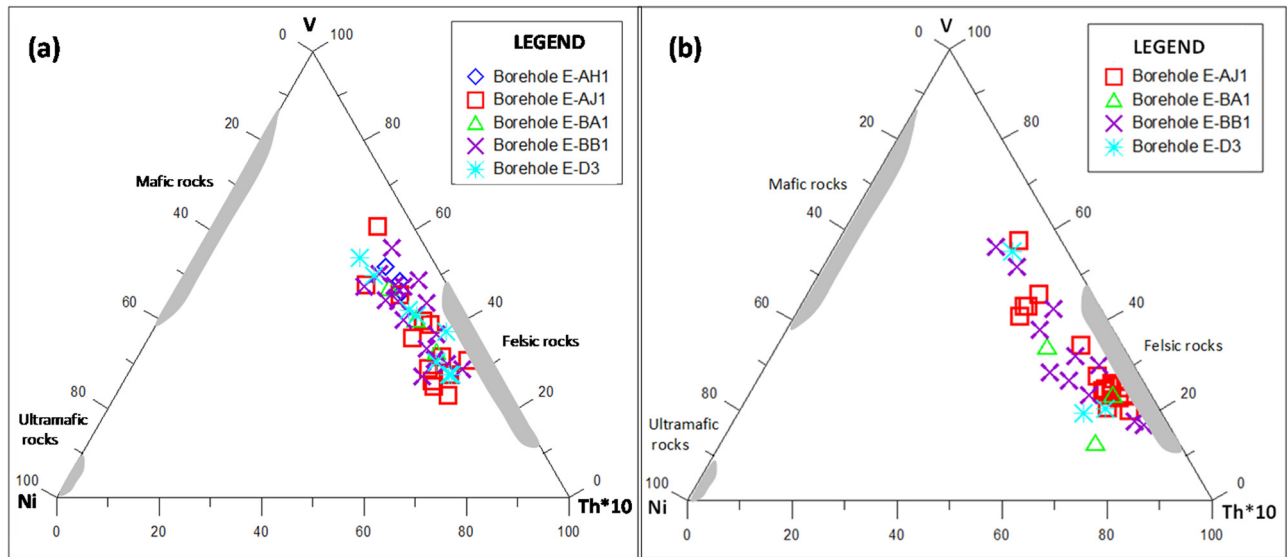 (a)
V
0
100
LEGEND
Borehole E-AH1
Borehole E-AJ1
Borehole E-BA1
Borehole E-BB1
Borehole E-D3
20
80
Mafic rocks
40
60
60
40
Felsic rocks
80
20
Ultramafic
rocks
100
0
Ni
Th*10
0
20
40
60
80
100
(b)
V
0
100
LEGEND
Borehole E-AJ1
Borehole E-BA1
Borehole E-BB1
Borehole E-D3
20
80
Mafic rocks
40
60
60
40
Felsic rocks
80
20
Ultramafic
rocks
100
0
Ni
Th*10
0
20
40
60
80
100